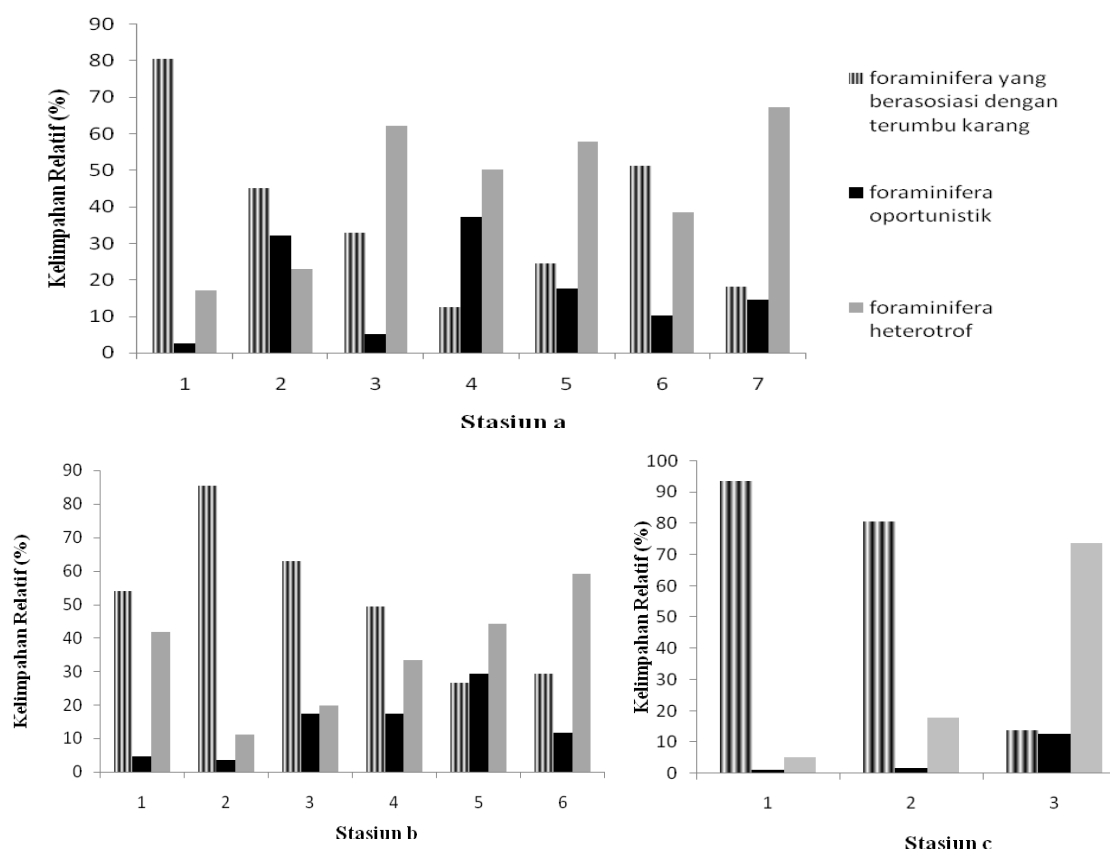 90
80
70
60
50
40
30
20
10
0
Kelimpahan Relatif (%)
1 2 3 4 5 6 7
Stasiun a
foraminifera yang
berasosiasi dengan
terumbu karang
foraminifera
oportunistik
foraminifera
heterotrof
90
80
70
60
50
40
30
20
10
0
Kelimpahan Relatif (%)
1 2 3 4 5 6
Stasiun b
100
90
80
70
60
50
40
30
20
10
0
Kelimpahan Relatif (%)
1 2 3
Stasiun c